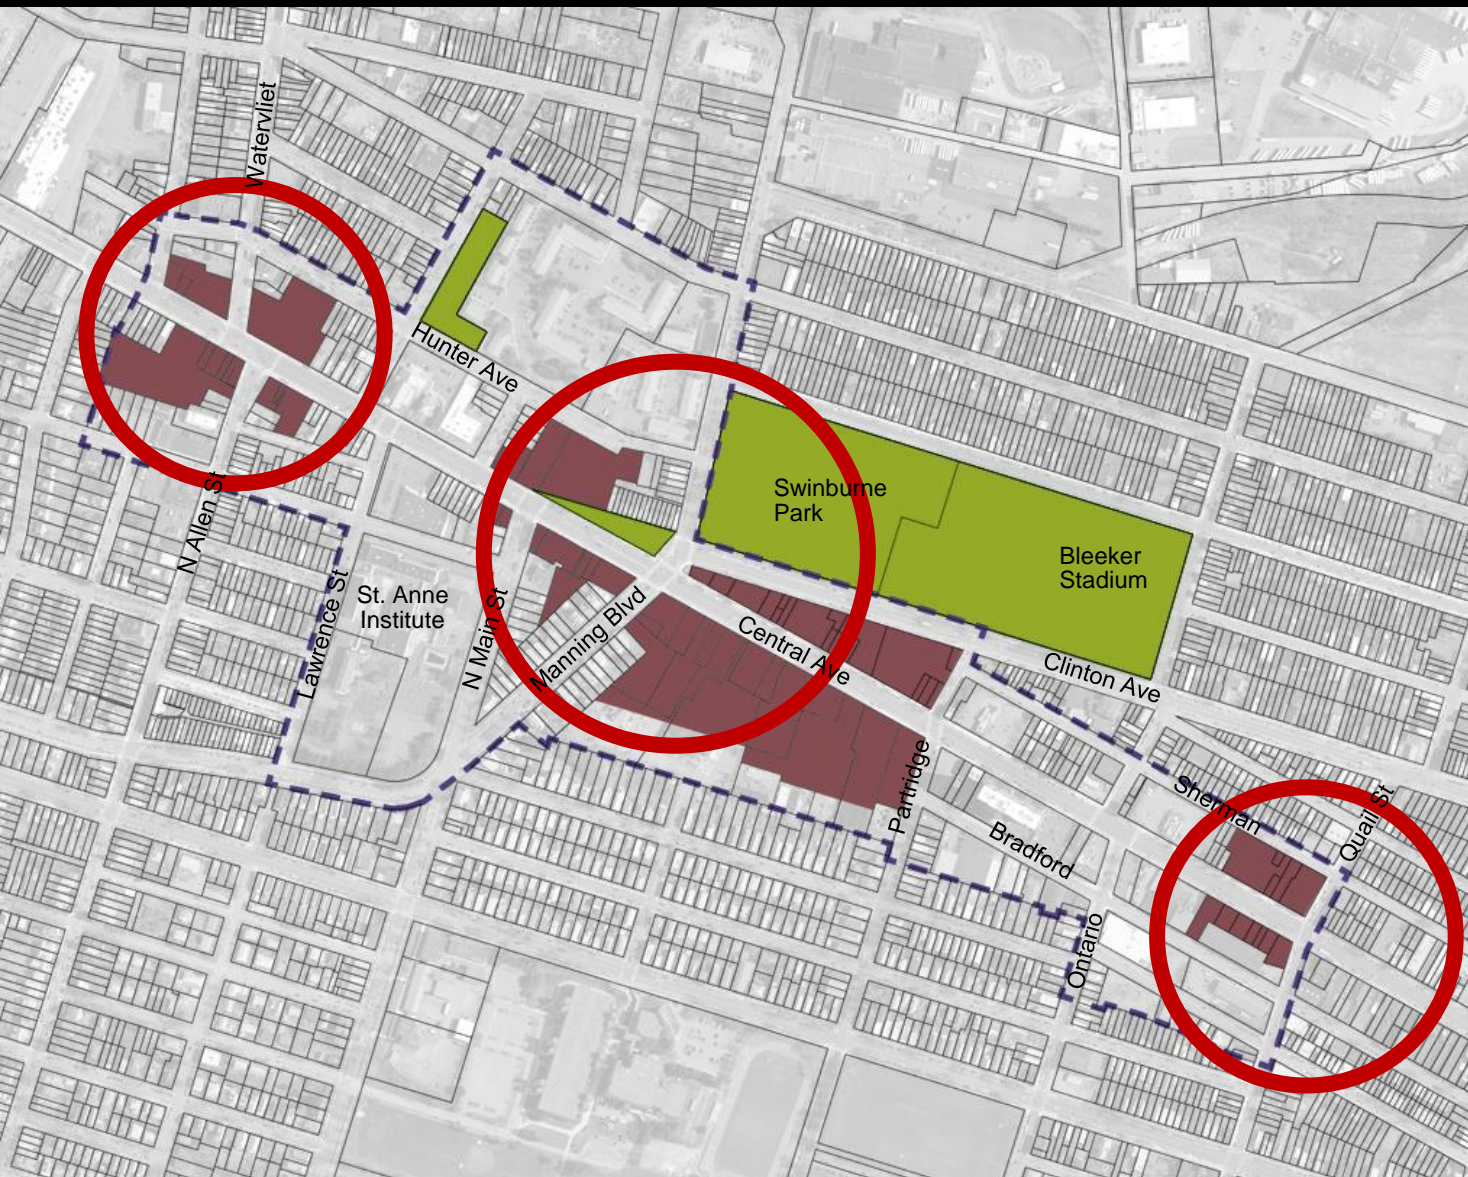 Watervliet
Hunter Ave
N Allen St
Swinburne
Park
Bleeker
Stadium
Lawrence St
St. Anne
Institute
N Main St
Manning Blvd
Central Ave
Clinton Ave
Partridge
Sherman
Quail St
Bradford
Ontario